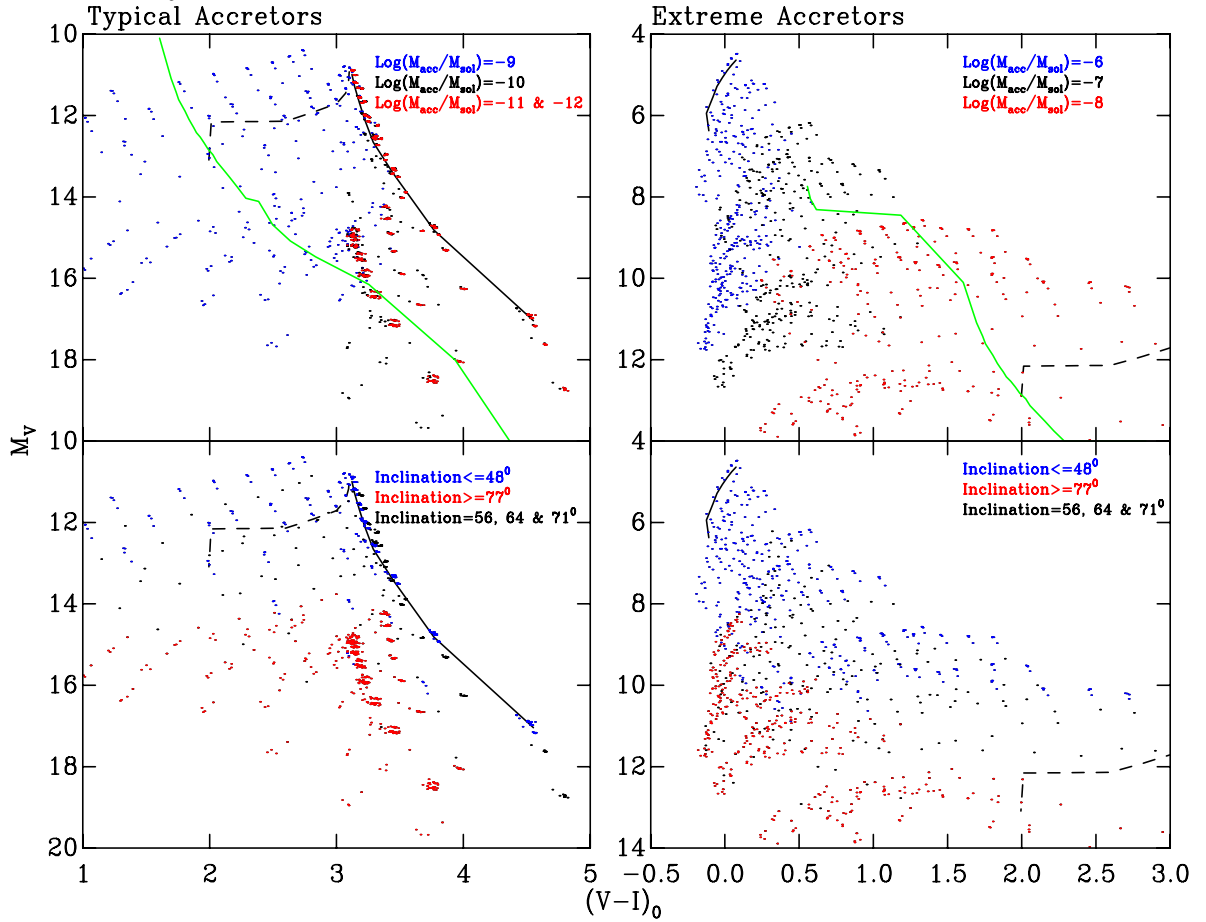 Typical Accretors
Extreme Accretors
10
12
14
16
18
10
12
14
16
18
20
Log(Macc/Msol)=−9
Log(Macc/Msol)=−10
Log(Macc/Msol)=−11 & −12
Inclination<=48⁰
Inclination>=77⁰
Inclination=56, 64 & 71⁰
1
2
3
4
5
4
6
8
10
12
4
6
8
10
12
14
Log(Macc/Msol)=−6
Log(Macc/Msol)=−7
Log(Macc/Msol)=−8
Inclination<=48⁰
Inclination>=77⁰
Inclination=56, 64 & 71⁰
−0.5
0.0
0.5
1.0
1.5
2.0
2.5
3.0
MV
(V−I)0